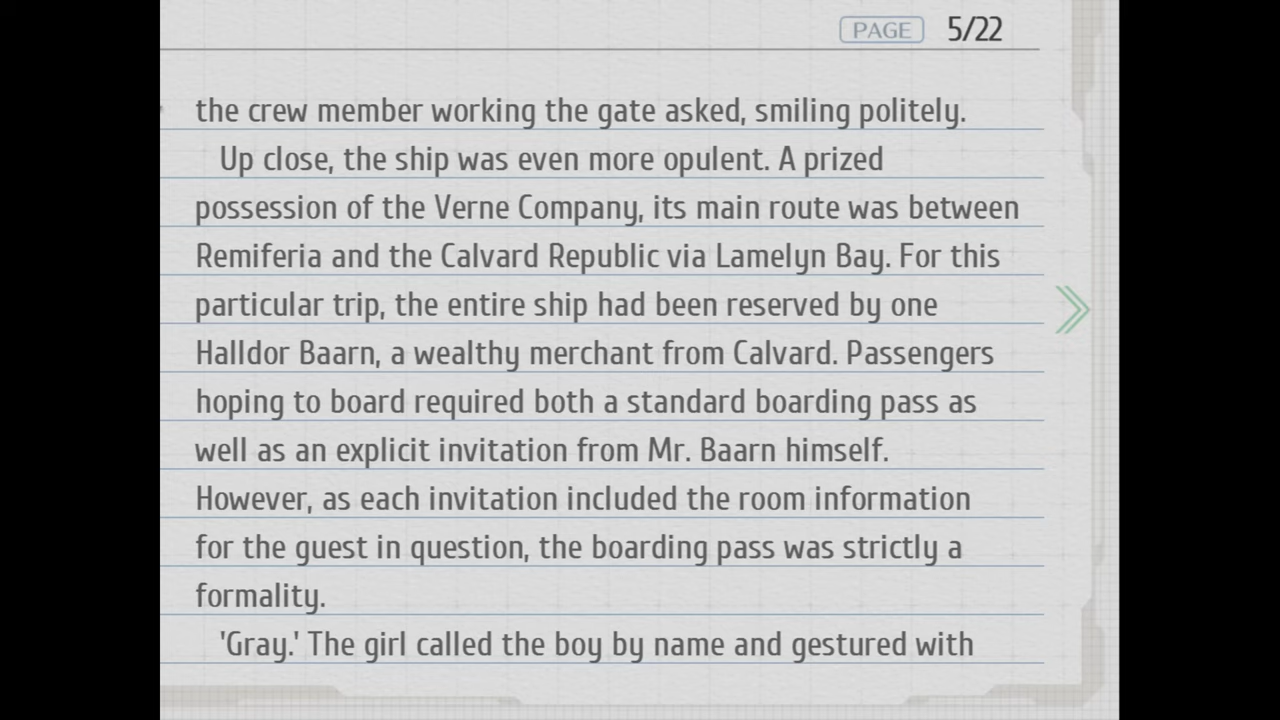 PAGE 5/22
the crew member working the gate asked, smiling politely.
Up close, the ship was even more opulent. A prized
possession of the Verne Company, its main route was between
Remiferia and the Calvard Republic via Lamelyn Bay. For this
particular trip, the entire ship had been reserved by one
Halldor Baarn, a wealthy merchant from Calvard. Passengers
hoping to board required both a standard boarding pass as
well as an explicit invitation from Mr. Baarn himself.
However, as each invitation included the room information
for the guest in question, the boarding pass was strictly a
formality.
'Gray.' The girl called the boy by name and gestured with